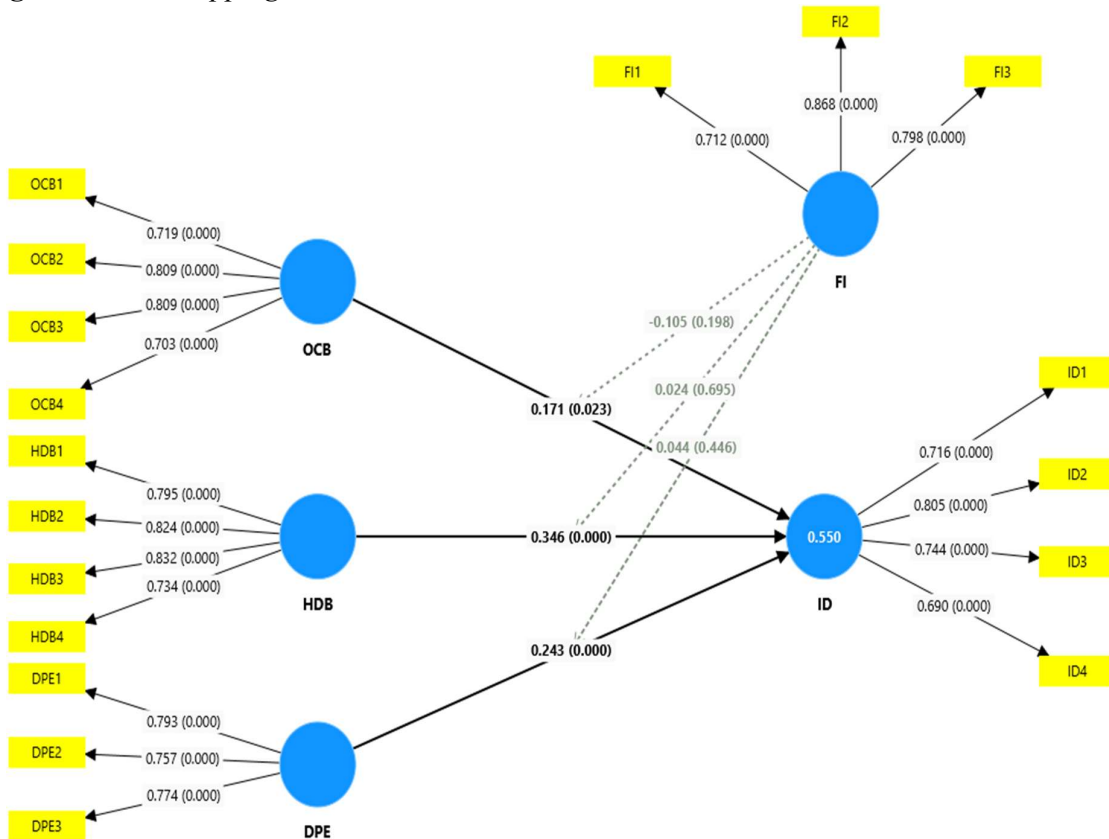 FI2
FI1
FI3
0.868 (0.000)
0.712 (0.000)
0.798 (0.000)
FI
OCB1
OCB2
OCB3
OCB4
0.719 (0.000)
0.809 (0.000)
0.809 (0.000)
0.703 (0.000)
OCB
-0.105 (0.198)
0.024 (0.695)
0.044 (0.446)
0.171 (0.023)
HDB1
HDB2
HDB3
HDB4
0.795 (0.000)
0.824 (0.000)
0.832 (0.000)
0.734 (0.000)
HDB
0.346 (0.000)
0.550
ID
ID1
ID2
ID3
ID4
0.716 (0.000)
0.805 (0.000)
0.744 (0.000)
0.690 (0.000)
0.243 (0.000)
DPE1
DPE2
DPE3
0.793 (0.000)
0.757 (0.000)
0.774 (0.000)
DPE